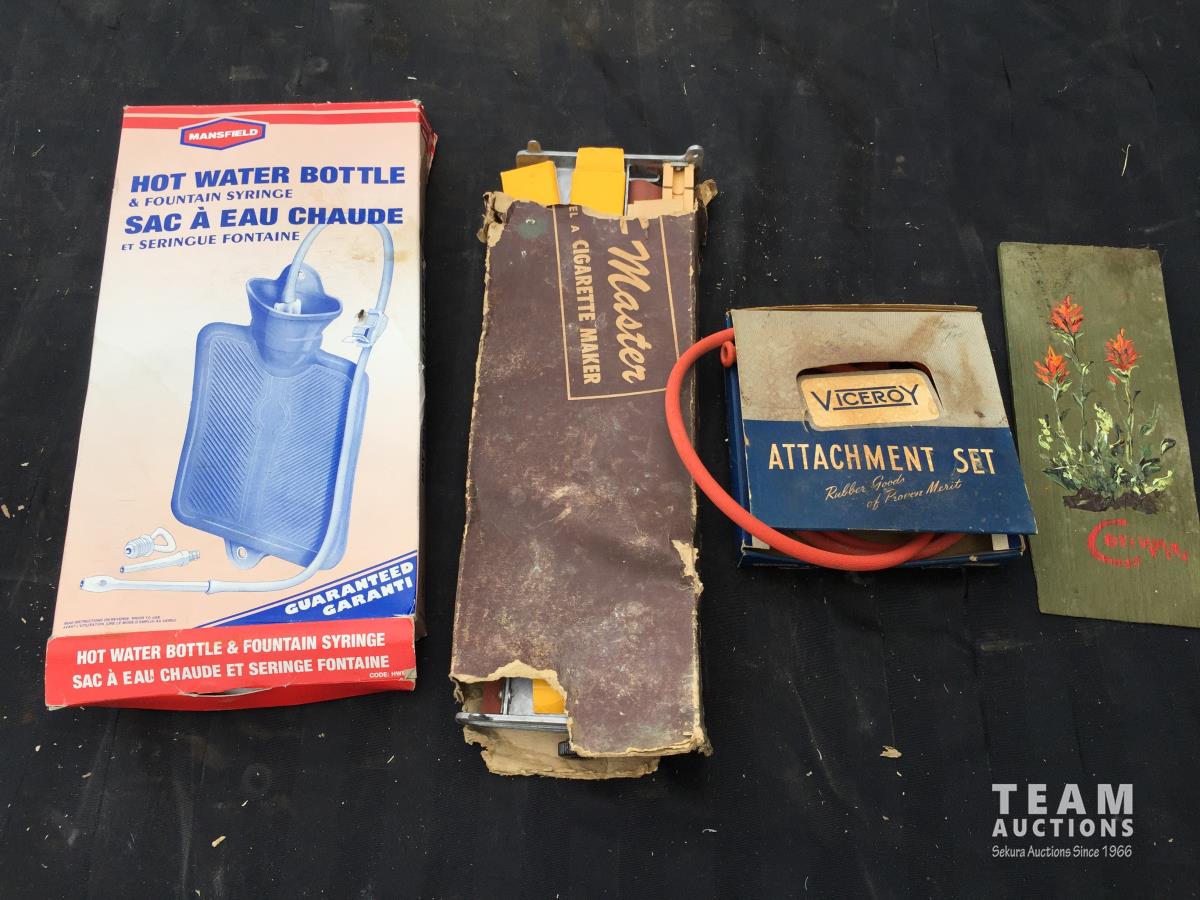 MANSFIELD
HOT WATER BOTTLE
& FOUNTAIN SYRINGE
SAC À EAU CHAUDE
ET SERINGUE FONTAINE
GUARANTEED
GARANTI
HOT WATER BOTTLE & FOUNTAIN SYRINGE
SAC À EAU CHAUDE ET SERINGE FONTAINE
CODE:
Master
A CIGARETTE MAKER
VICEROY
ATTACHMENT SET
Rubber Goods
of Proven Merit
TEAM
AUCTIONS
Sekura Auctions Since 1966